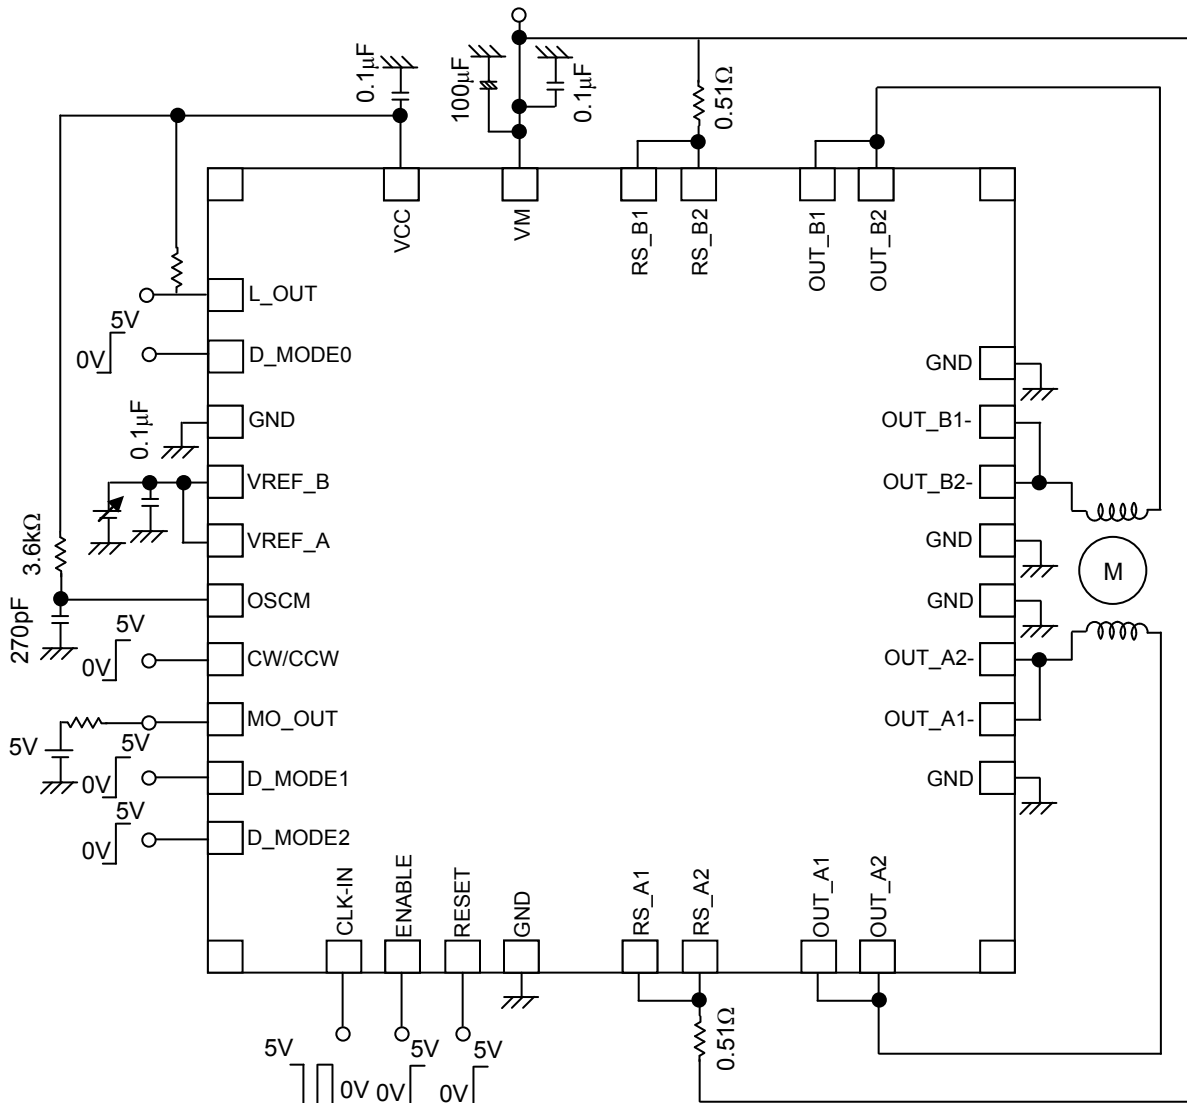 0.1μF
100μF
0.1μF
0.51Ω
VCC
VM
RS_B1
RS_B2
OUT_B1
OUT_B2
L_OUT
5V
0V
D_MODE0
GND
0.1μF
GND
OUT_B1-
VREF_B
OUT_B2-
3.6kΩ
VREF_A
GND
M
OSCM
GND
270pF
5V
0V
CW/CCW
OUT_A2-
MO_OUT
OUT_A1-
5V
5V
0V
D_MODE1
GND
5V
0V
D_MODE2
CLK-IN
ENABLE
RESET
GND
RS_A1
RS_A2
OUT_A1
OUT_A2
0.51Ω
5V
0V
5V
0V
5V
0V